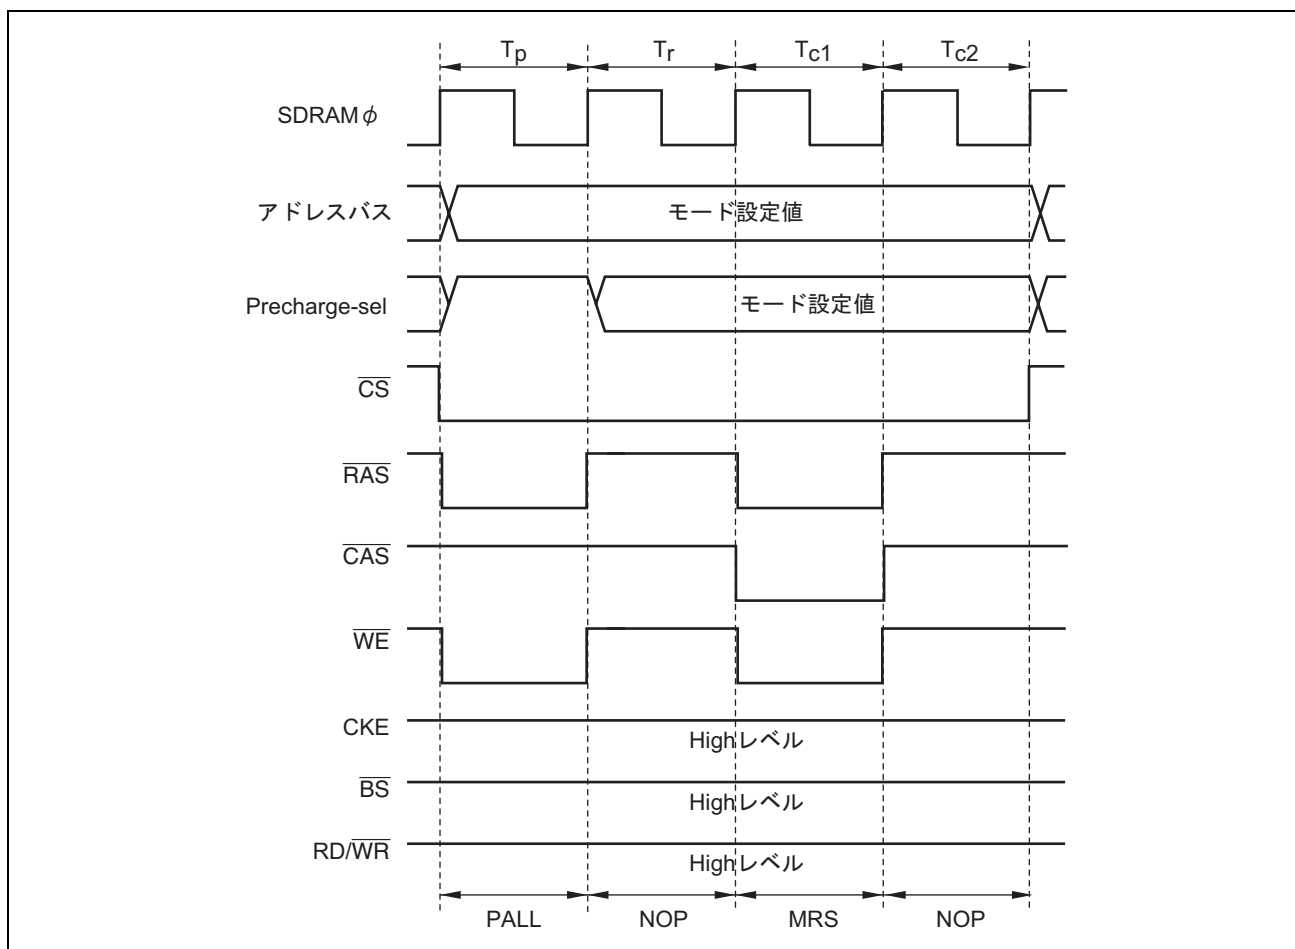 Tp Tr Tc1 Tc2
SDRAMφ
アドレスバス モード設定値
Precharge-sel モード設定値
CS
RAS
CAS
WE
CKE Highレベル
BS Highレベル
RD/WR Highレベル
PALL NOP MRS NOP